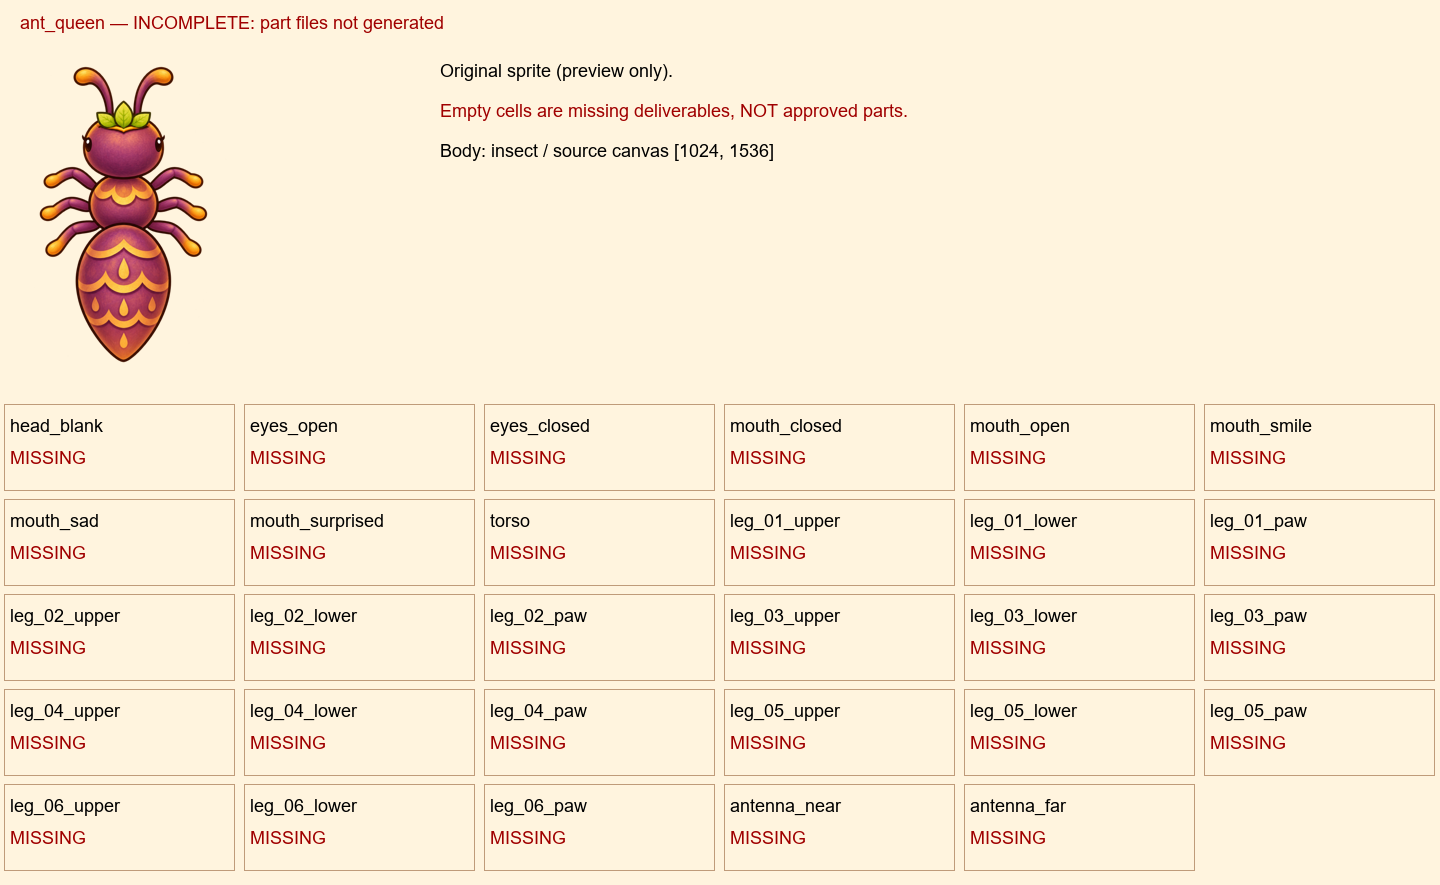 ant_queen — INCOMPLETE: part files not generated
Original sprite (preview only).
Empty cells are missing deliverables, NOT approved parts.
Body: insect / source canvas [1024, 1536]
head_blank
MISSING
eyes_open
MISSING
eyes_closed
MISSING
mouth_closed
MISSING
mouth_open
MISSING
mouth_smile
MISSING
mouth_sad
MISSING
mouth_surprised
MISSING
torso
MISSING
leg_01_upper
MISSING
leg_01_lower
MISSING
leg_01_paw
MISSING
leg_02_upper
MISSING
leg_02_lower
MISSING
leg_02_paw
MISSING
leg_03_upper
MISSING
leg_03_lower
MISSING
leg_03_paw
MISSING
leg_04_upper
MISSING
leg_04_lower
MISSING
leg_04_paw
MISSING
leg_05_upper
MISSING
leg_05_lower
MISSING
leg_05_paw
MISSING
leg_06_upper
MISSING
leg_06_lower
MISSING
leg_06_paw
MISSING
antenna_near
MISSING
antenna_far
MISSING